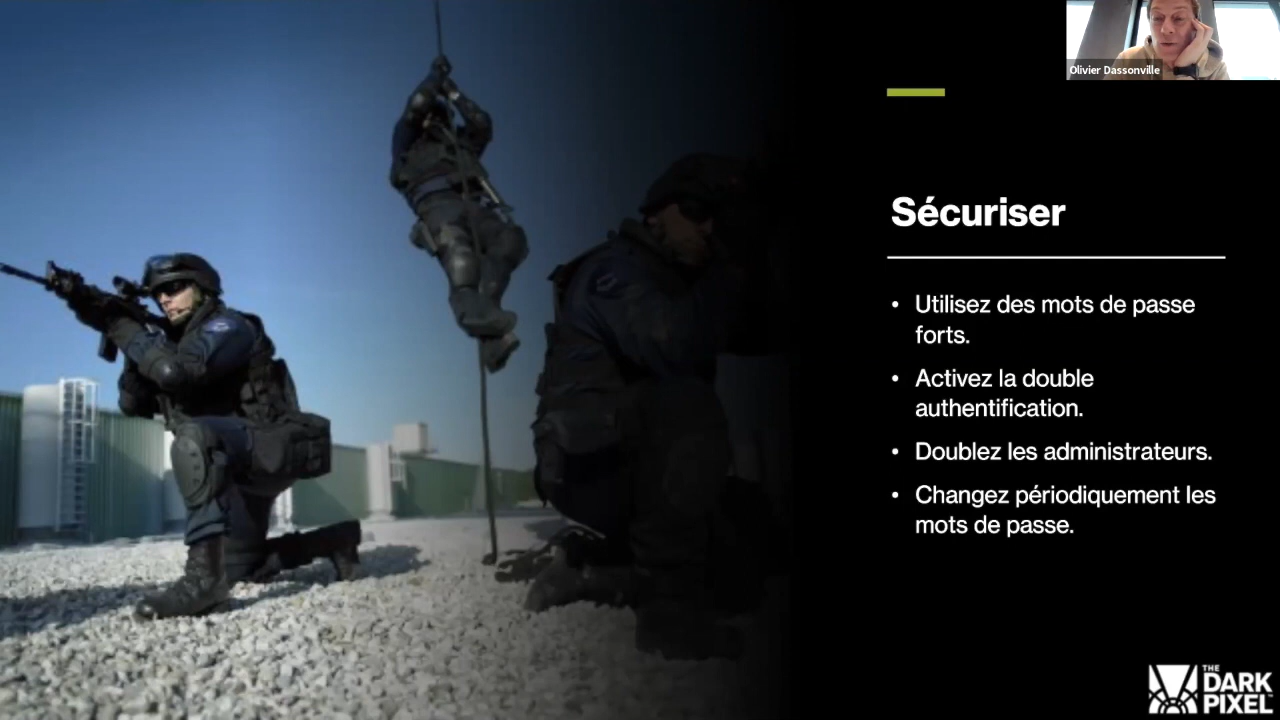 Olivier Dassonville
Sécuriser
• Utilisez des mots de passe
forts.
• Activez la double
authentification.
• Doublez les administrateurs.
• Changez périodiquement les
mots de passe.
THE
DARK
PIXEL